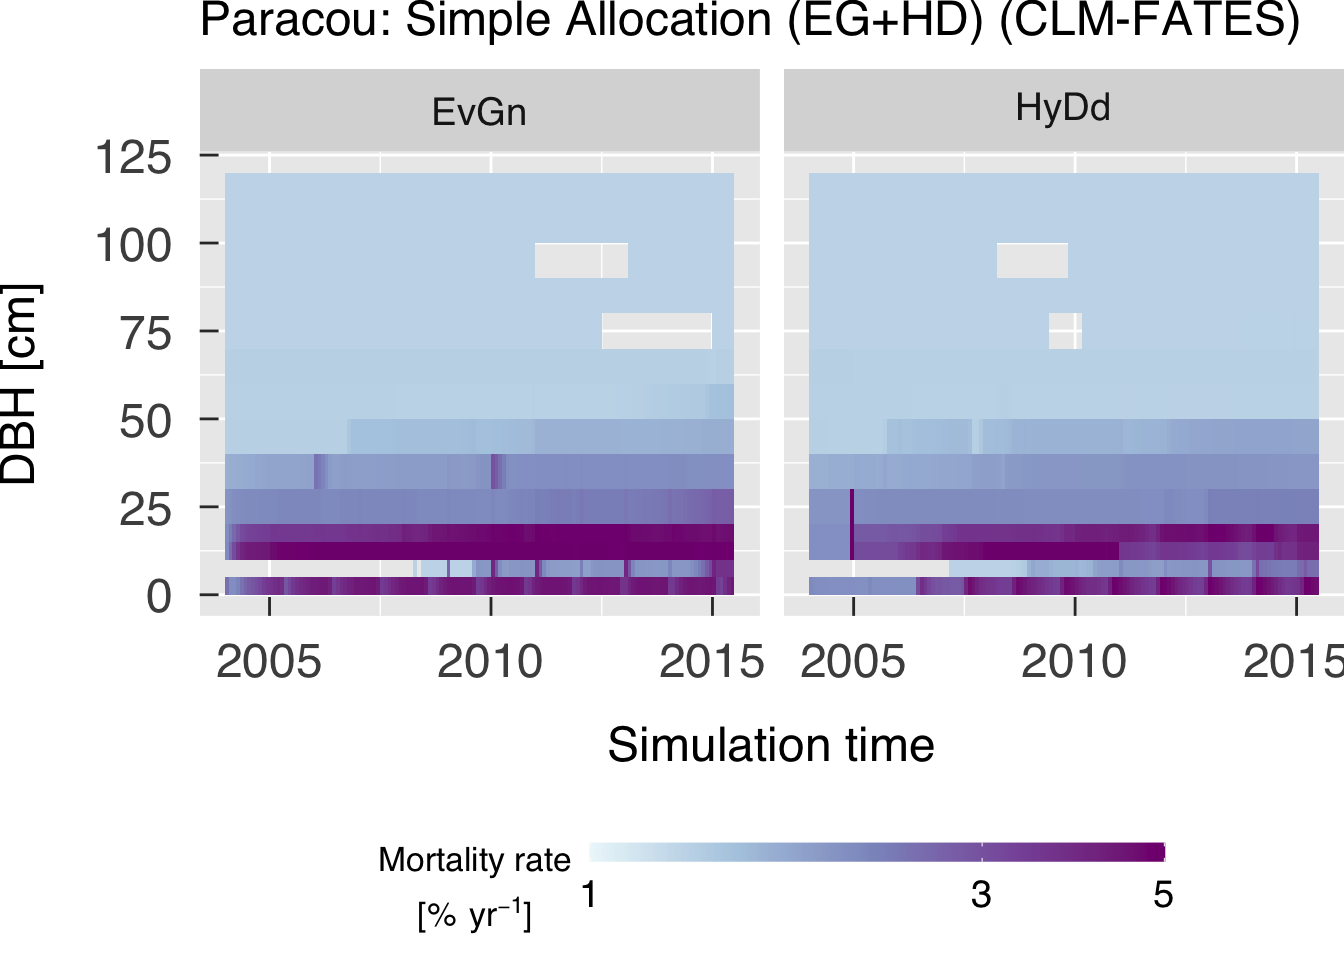 Paracou: Simple Allocation (EG+HD) (CLM-FATES)
EvGn
HyDd
125
100
75
50
25
0
DBH [cm]
2005 2010 2015 2005 2010 2015
Simulation time
Mortality rate
[% yr⁻¹]
1 3 5